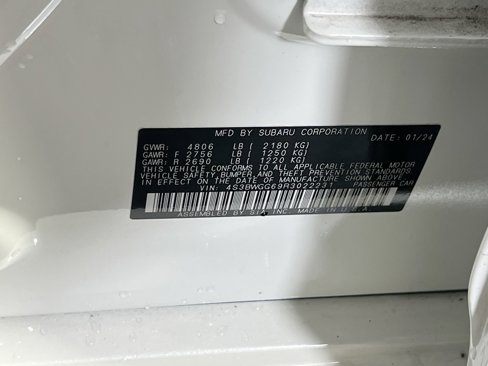 MFD BY SUBARU CORPORATION DATE: 01/24
GVWR: 4806 LB ( 2180 KG)
GAWR: F 2756 LB ( 1250 KG)
GAWR: R 2690 LB ( 1220 KG)
THIS VEHICLE CONFORMS TO ALL APPLICABLE FEDERAL MOTOR
VEHICLE SAFETY, BUMPER, AND THEFT PREVENTION STANDARDS
IN EFFECT ON THE DATE OF MANUFACTURE SHOWN ABOVE
VIN: 4S3BWGG69R3022231 PASSENGER CAR
ASSEMBLED BY SIA INC. MADE IN U.S.A